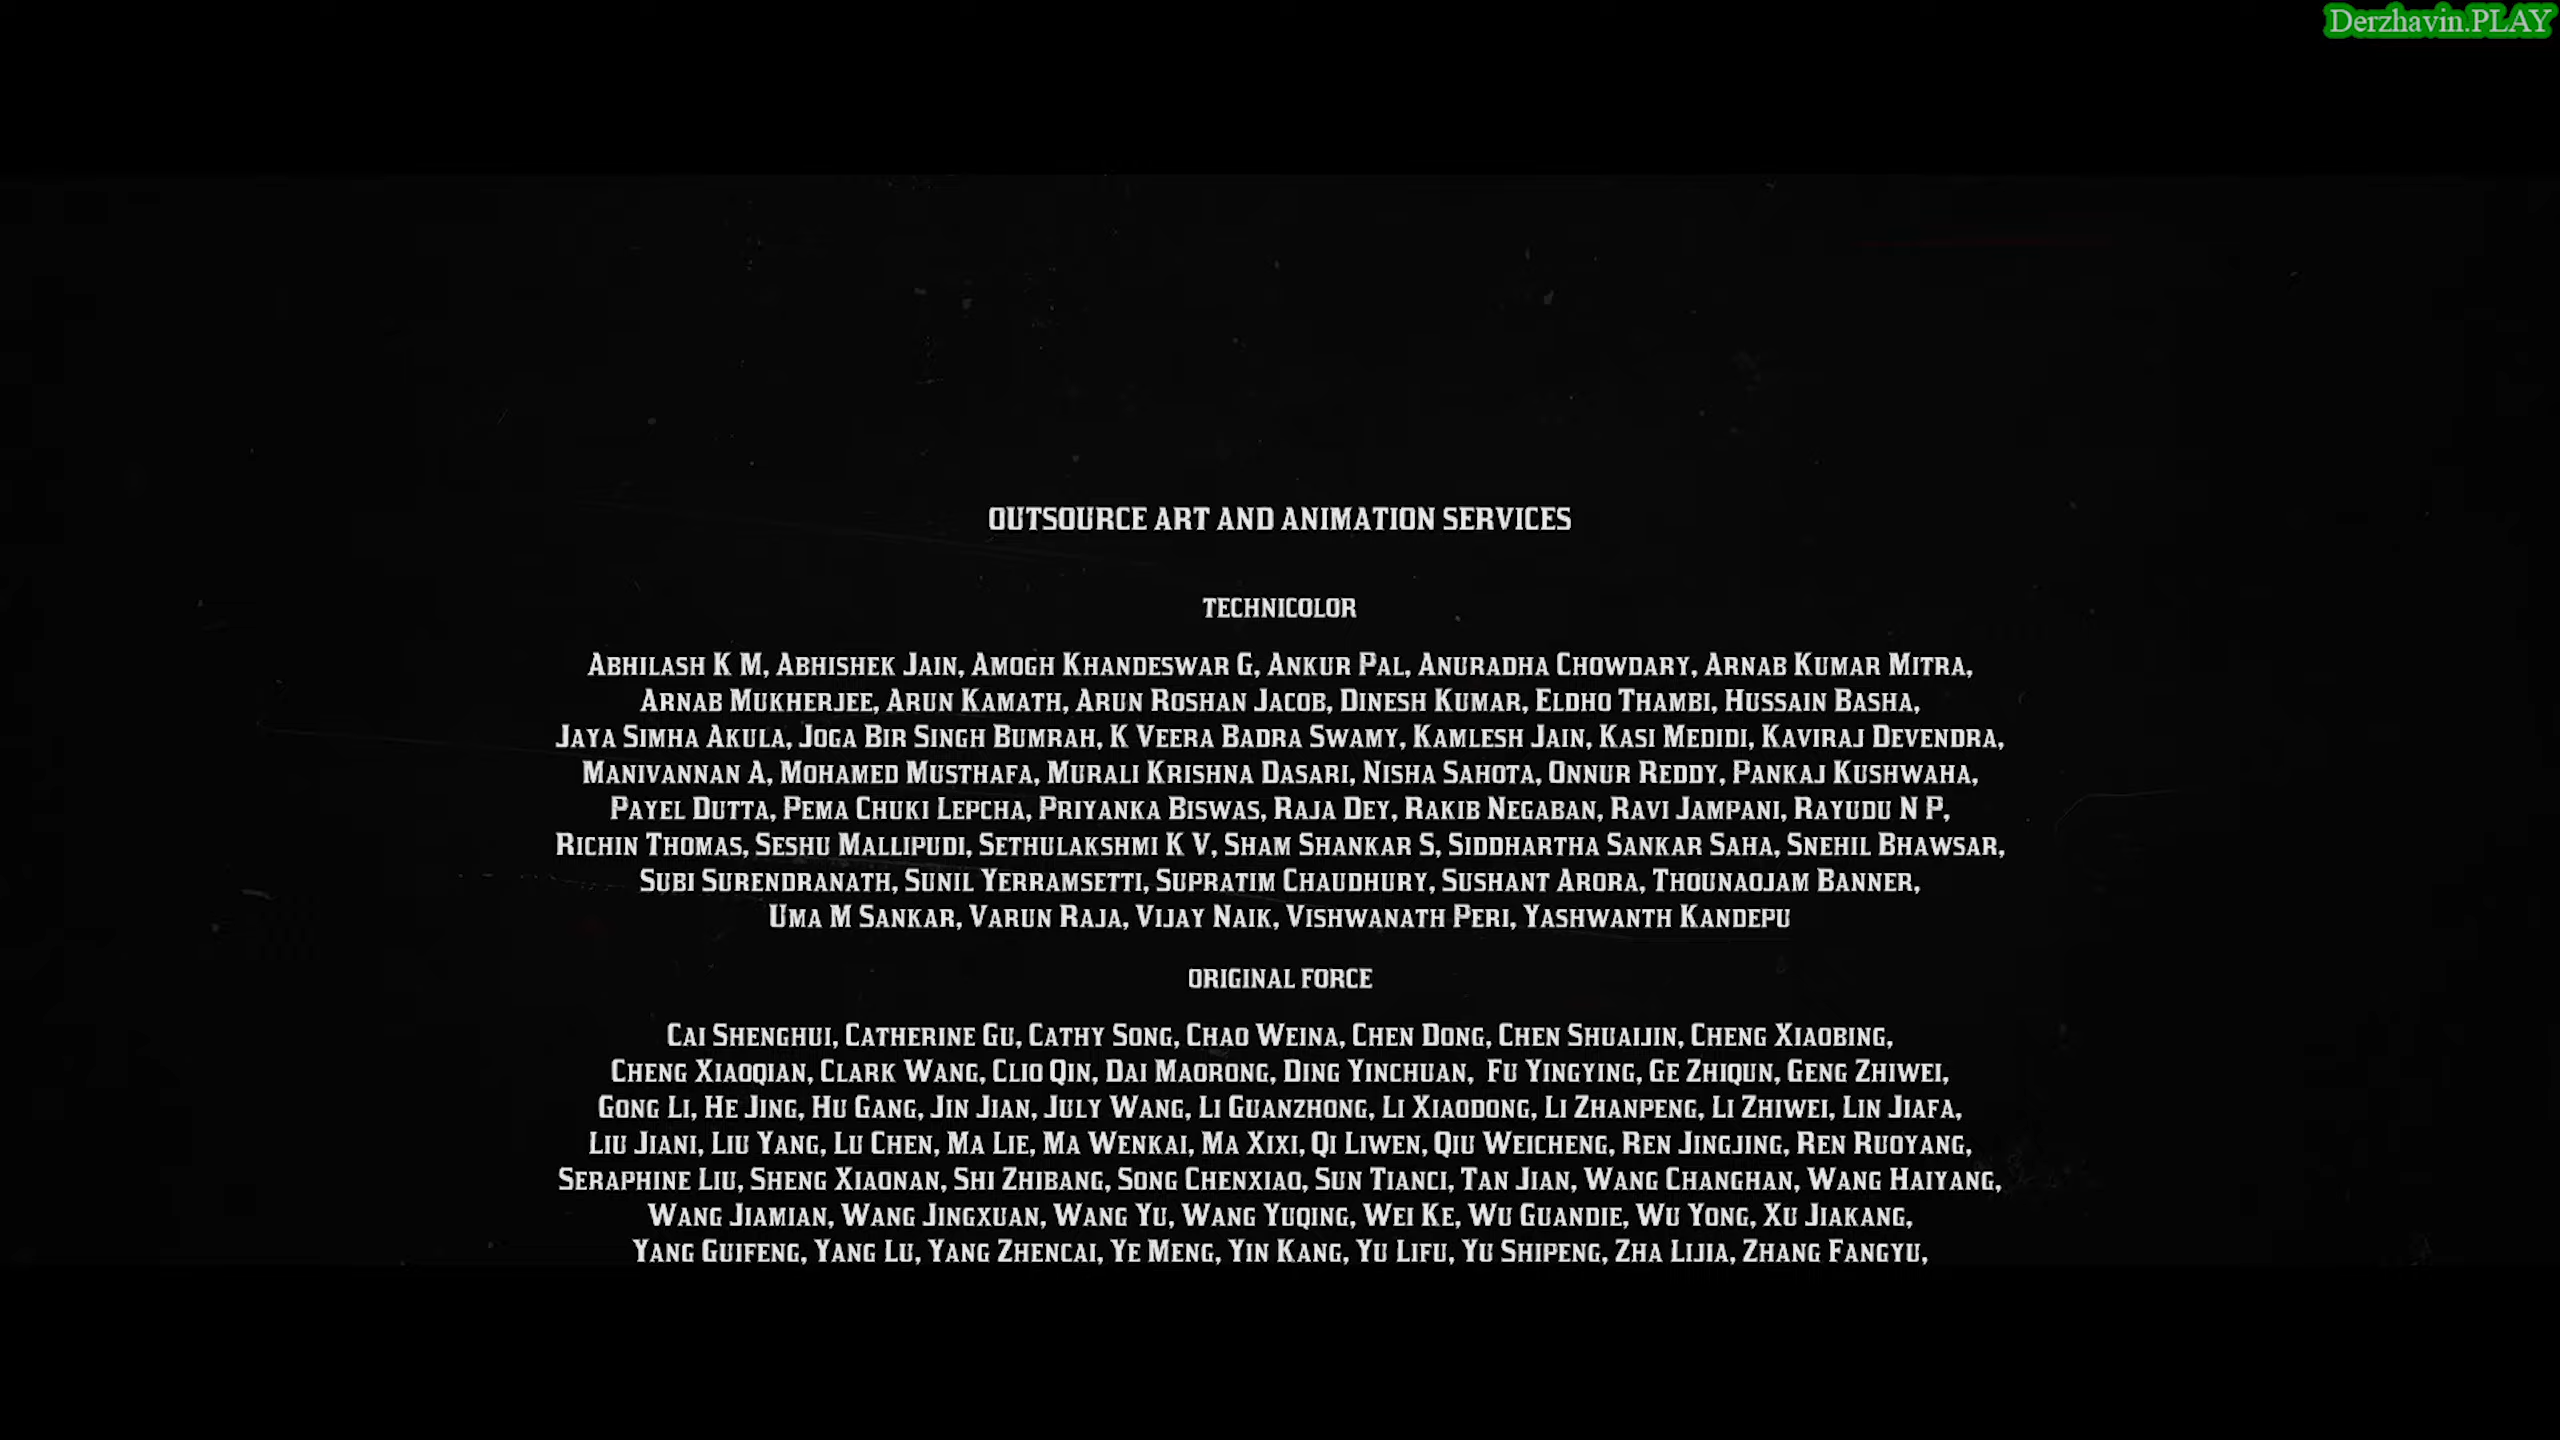 Derzhavin.PLAY
OUTSOURCE ART AND ANIMATION SERVICES
TECHNICOLOR
ABHILASH K M, ABHISHEK JAIN, AMOGH KHANDESWAR G, ANKUR PAL, ANURADHA CHOWDARY, ARNAB KUMAR MITRA,
ARNAB MUKHERJEE, ARUN KAMATH, ARUN ROSHAN JACOB, DINESH KUMAR, ELDHO THAMBI, HUSSAIN BASHA,
JAYA SIMHA AKULA, JOGA BIR SINGH BUMRAH, K VEERA BADRA SWAMY, KAMLESH JAIN, KASI MEDIDI, KAVIRAJ DEVENDRA,
MANIVANNAN A, MOHAMED MUSTHAFA, MURALI KRISHNA DASARI, NISHA SAHOTA, ONNUR REDDY, PANKAJ KUSHWAHA,
PAYEL DUTTA, PEMA CHUKI LEPCHA, PRIYANKA BISWAS, RAJA DEY, RAKIB NEGABAN, RAVI JAMPANI, RAYUDU N P,
RICHIN THOMAS, SESHU MALLIPUDI, SETHULAKSHMI K V, SHAM SHANKAR S, SIDDHARTHA SANKAR SAHA, SNEHIL BHAWSAR,
SUBI SURENDRANATH, SUNIL YERRAMSETTI, SUPRATIM CHAUDHURY, SUSHANT ARORA, THOUNAOJAM BANNER,
UMA M SANKAR, VARUN RAJA, VIJAY NAIK, VISHWANATH PERI, YASHWANTH KANDEPU
ORIGINAL FORCE
CAI SHENGHUI, CATHERINE GU, CATHY SONG, CHAO WEINA, CHEN DONG, CHEN SHUAIJIN, CHENG XIAOBING,
CHENG XIAOQIAN, CLARK WANG, CLIO QIN, DAI MAORONG, DING YINCHUAN, FU YINGYING, GE ZHIQUN, GENG ZHIWEI,
GONG LI, HE JING, HU GANG, JIN JIAN, JULY WANG, LI GUANZHONG, LI XIAODONG, LI ZHANPENG, LI ZHIWEI, LIN JIAFA,
LIU JIANI, LIU YANG, LU CHEN, MA LIE, MA WENKAI, MA XIXI, QI LIWEN, QIU WEICHENG, REN JINGJING, REN RUOYANG,
SERAPHINE LIU, SHENG XIAONAN, SHI ZHIBANG, SONG CHENXIAO, SUN TIANCI, TAN JIAN, WANG CHANGHAN, WANG HAIYANG,
WANG JIAMIAN, WANG JINGXUAN, WANG YU, WANG YUQING, WEI KE, WU GUANDIE, WU YONG, XU JIAKANG,
YANG GUIFENG, YANG LU, YANG ZHENCAI, YE MENG, YIN KANG, YU LIFU, YU SHIPENG, ZHA LIJIA, ZHANG FANGYU,